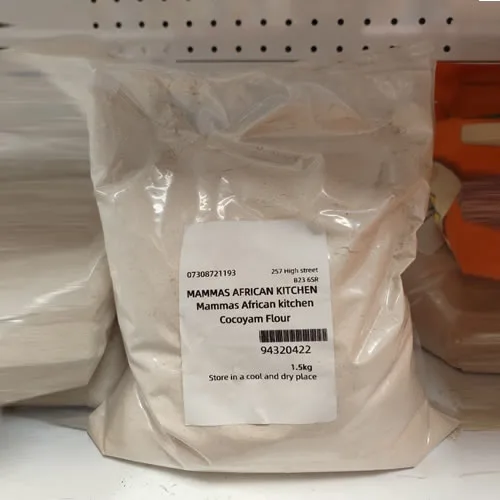 07308721193 257 High street
B23 6SR
MAMMAS AFRICAN KITCHEN
Mammas African kitchen
Cocoyam Flour
94320422
1.5kg
Store in a cool and dry place